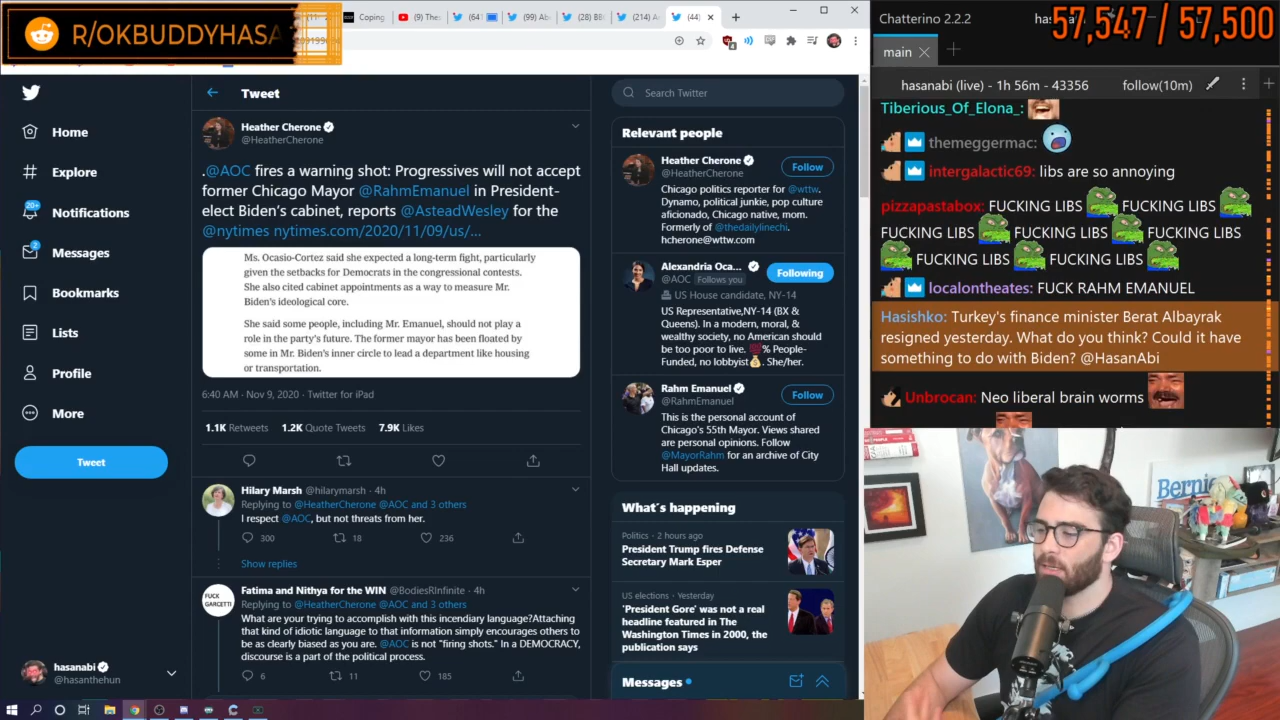 R/OKBUDDYHASA
Coping
(9) Thes
(64)
(99) Ab
(28) BB
(214) A
(44)
Chatterino 2.2.2
57,547 / 57,500
main
hasanabi (live) - 1h 56m - 43356
follow(10m)
Home
Explore
20+
Notifications
2
Messages
Bookmarks
Lists
Profile
More
Tweet
hasanabi
@hasanthehun
Tweet
Heather Cherone
@HeatherCherone
.@AOC fires a warning shot: Progressives will not accept
former Chicago Mayor @RahmEmanuel in President-
elect Biden's cabinet, reports @AsteadWesley for the
@nytimes nytimes.com/2020/11/09/us/...
Ms. Ocasio-Cortez said she expected a long-term fight, particularly
given the setbacks for Democrats in the congressional contests.
She also cited cabinet appointments as a way to measure Mr.
Biden's ideological core.
She said some people, including Mr. Emanuel, should not play a
role in the party's future. The former mayor has been floated by
some in Mr. Biden's inner circle to lead a department like housing
or transportation.
6:40 AM · Nov 9, 2020 · Twitter for iPad
1.1K Retweets 1.2K Quote Tweets 7.9K Likes
Hilary Marsh @hilarymarsh · 4h
Replying to @HeatherCherone @AOC and 3 others
I respect @AOC, but not threats from her.
300 18 236
Show replies
Fatima and Nithya for the WIN @BodiesRInfinite · 4h
FUCK
GARCETTI
Replying to @HeatherCherone @AOC and 3 others
What are your trying to accomplish with this incendiary language?Attaching
that kind of idiotic language to that information simply encourages others to
be as clearly biased as you are. @AOC is not "firing shots." In a DEMOCRACY,
discourse is a part of the political process.
6 11 185
Search Twitter
Relevant people
Heather Cherone
@HeatherCherone
Follow
Chicago politics reporter for @wttw.
Dynamo, political junkie, pop culture
aficionado, Chicago native, mom.
Formerly of @thedailylinechi.
hcherone@wttw.com
Alexandria Oca...
@AOC Follows you
Following
US House candidate, NY-14
US Representative,NY-14 (BX &
Queens). In a modern, moral, &
wealthy society, no American should
be too poor to live. % People-
Funded, no lobbyist. She/her.
Rahm Emanuel
@RahmEmanuel
Follow
This is the personal account of
Chicago's 55th Mayor. Views shared
are personal opinions. Follow
@MayorRahm for an archive of City
Hall updates.
What's happening
Politics · 2 hours ago
President Trump fires Defense
Secretary Mark Esper
US elections · Yesterday
'President Gore' was not a real
headline featured in The
Washington Times in 2000, the
publication says
Messages
Tiberious_Of_Elona_:
themeggermac:
intergalactic69: libs are so annoying
pizzapastabox: FUCKING LIBS FUCKING LIBS
FUCKING LIBS FUCKING LIBS FUCKING LIBS
FUCKING LIBS FUCKING LIBS
localontheates: FUCK RAHM EMANUEL
Hasishko: Turkey's finance minister Berat Albayrak
resigned yesterday. What do you think? Could it have
something to do with Biden? @HasanAbi
Unbrocan: Neo liberal brain worms
Bernie